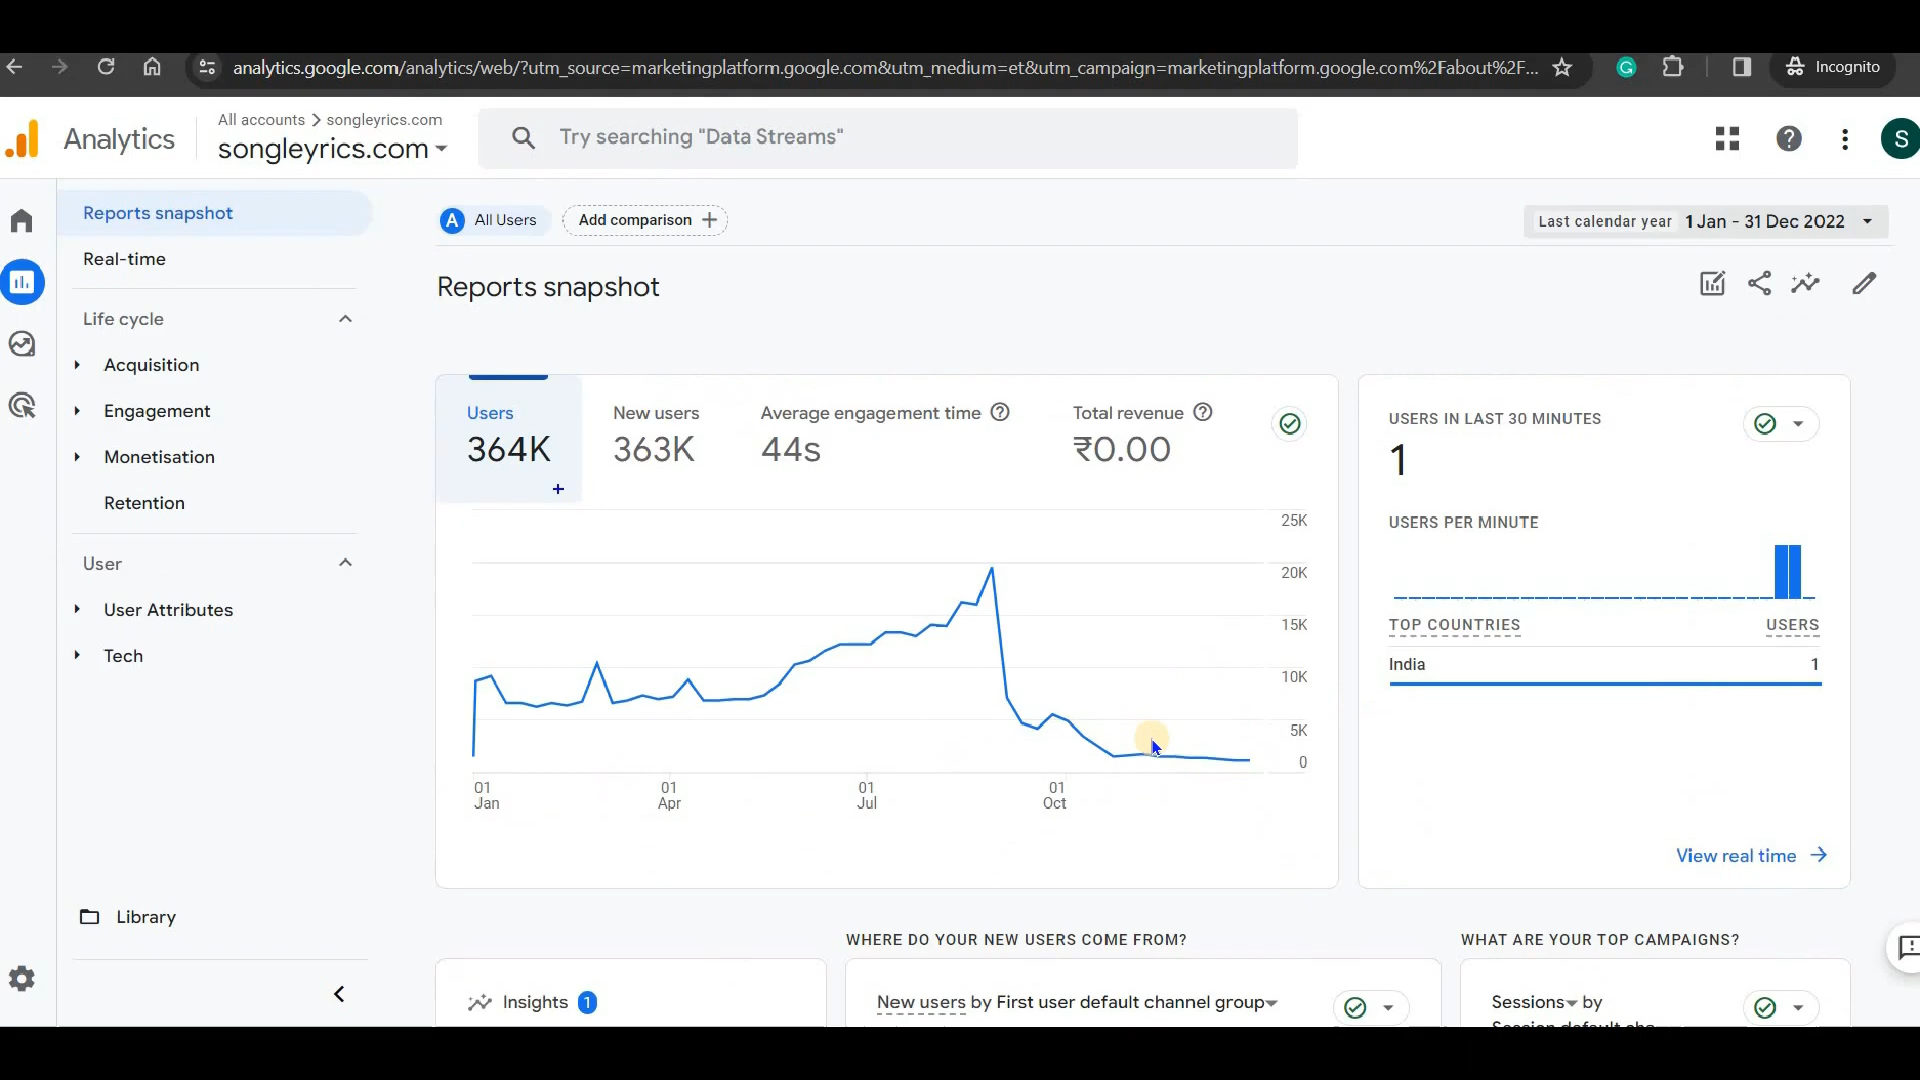 analytics.google.com/analytics/web/?utm_source=marketingplatform.google.com&utm_medium=et&utm_campaign=marketingplatform.google.com%2Fabout%2F...
Incognito
Analytics
All accounts > songleyrics.com
songleyrics.com
Try searching "Data Streams"
S
Reports snapshot
Real-time
Life cycle
Acquisition
Engagement
Monetisation
Retention
User
User Attributes
Tech
Library
A All Users
Add comparison +
Last calendar year 1 Jan - 31 Dec 2022
Reports snapshot
Users
364K
New users
363K
Average engagement time
44s
Total revenue
₹0.00
25K
20K
15K
10K
5K
0
01
Jan
01
Apr
01
Jul
01
Oct
USERS IN LAST 30 MINUTES
1
USERS PER MINUTE
TOP COUNTRIES USERS
India 1
View real time
Insights 1
WHERE DO YOUR NEW USERS COME FROM?
New users by First user default channel group
WHAT ARE YOUR TOP CAMPAIGNS?
Sessions by